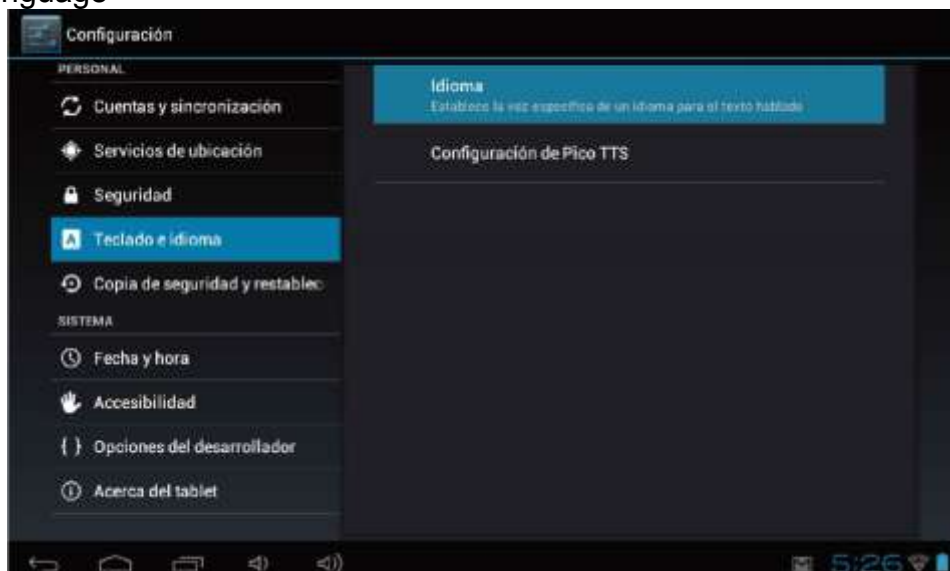 Configuración
PERSONAL
Cuentas y sincronización
Servicios de ubicación
Seguridad
Teclado e idioma
Copia de seguridad y restablec
SISTEMA
Fecha y hora
Accesibilidad
{ } Opciones del desarrollador
Acerca del tablet
Idioma
Establece la voz específica de un idioma para el texto hablado
Configuración de Pico TTS
5:26